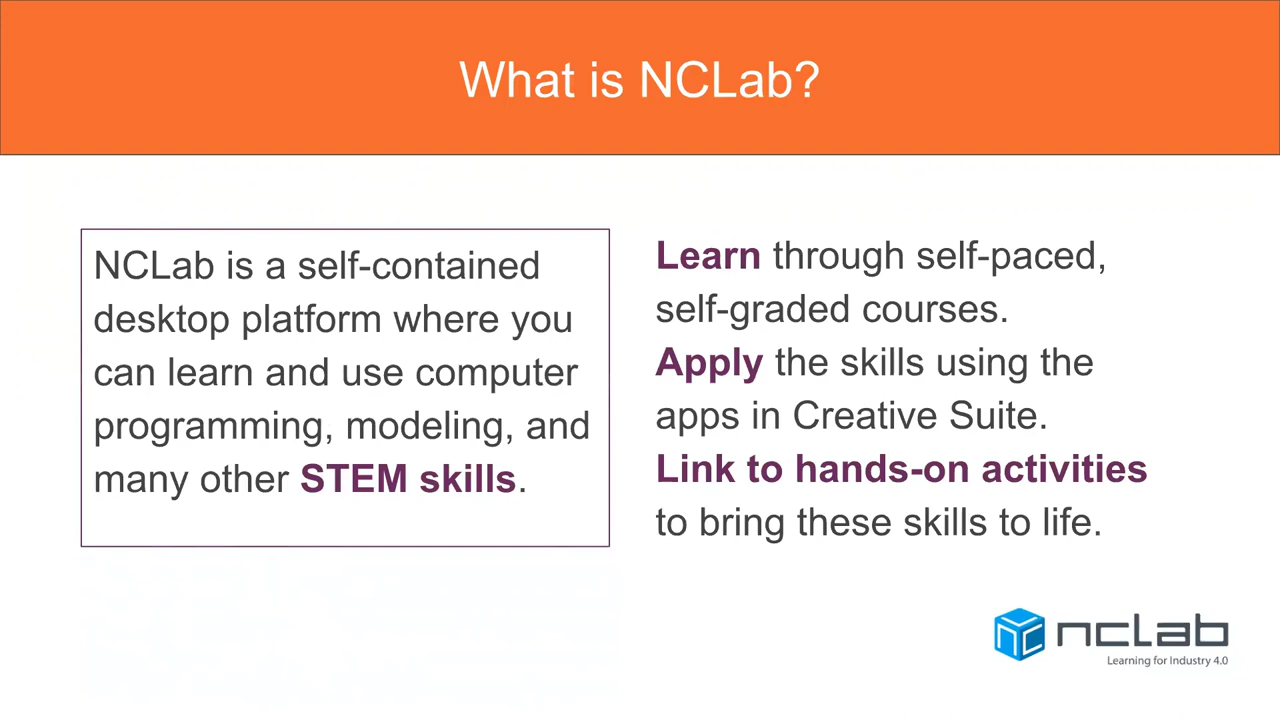 What is NCLab?
NCLab is a self-contained
desktop platform where you
can learn and use computer
programming, modeling, and
many other STEM skills.
Learn through self-paced,
self-graded courses.
Apply the skills using the
apps in Creative Suite.
Link to hands-on activities
to bring these skills to life.
nclab
Learning for Industry 4.0